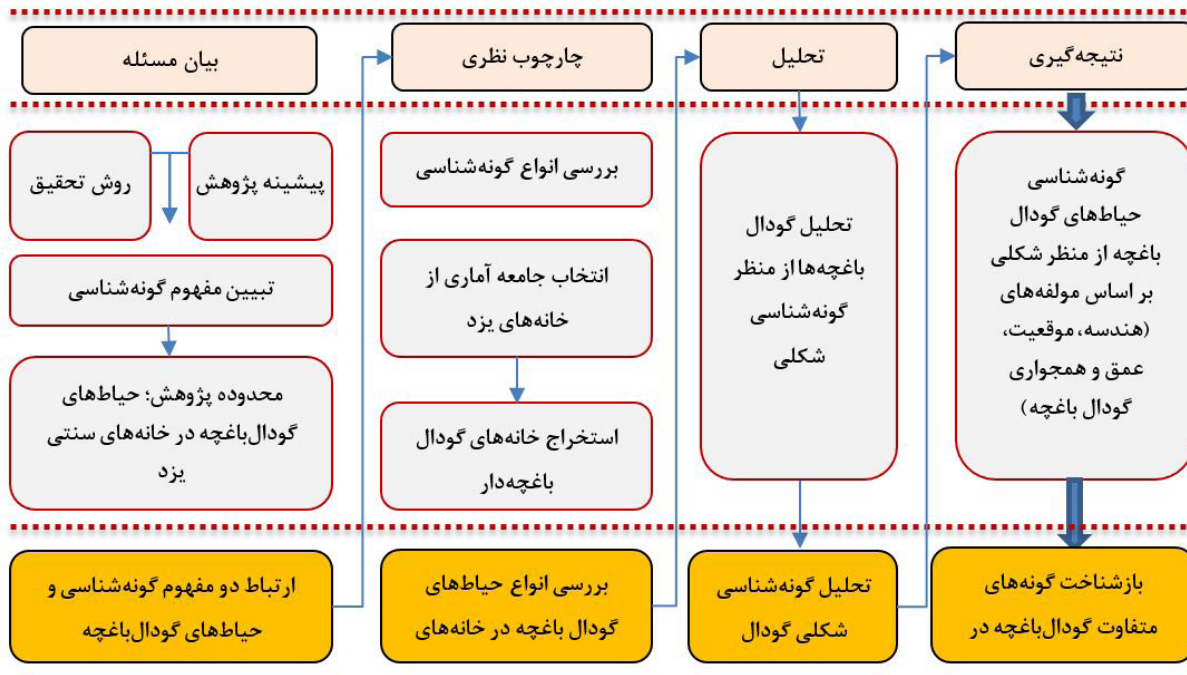 بیان مسئله
چارچوب نظری
تحلیل
نتیجه‌گیری
پیشینه پژوهش
روش تحقیق
تبیین مفهوم گونه‌شناسی
محدوده پژوهش؛ حیاط‌های
گودال‌باغچه در خانه‌های سنتی
یزد
ارتباط دو مفهوم گونه‌شناسی و
حیاط‌های گودال‌باغچه
بررسی انواع گونه‌شناسی
انتخاب جامعه آماری از
خانه‌های یزد
استخراج خانه‌های گودال
باغچه‌دار
بررسی انواع حیاط‌های
گودال باغچه در خانه‌های
تحلیل گودال
باغچه‌ها از منظر
گونه‌شناسی
شکلی
تحلیل گونه‌شناسی
شکلی گودال
گونه‌شناسی
حیاط‌های گودال
باغچه از منظر شکلی
بر اساس مولفه‌های
(هندسه، موقعیت،
عمق و همجواری
گودال باغچه)
بازشناخت گونه‌های
متفاوت گودال‌باغچه در